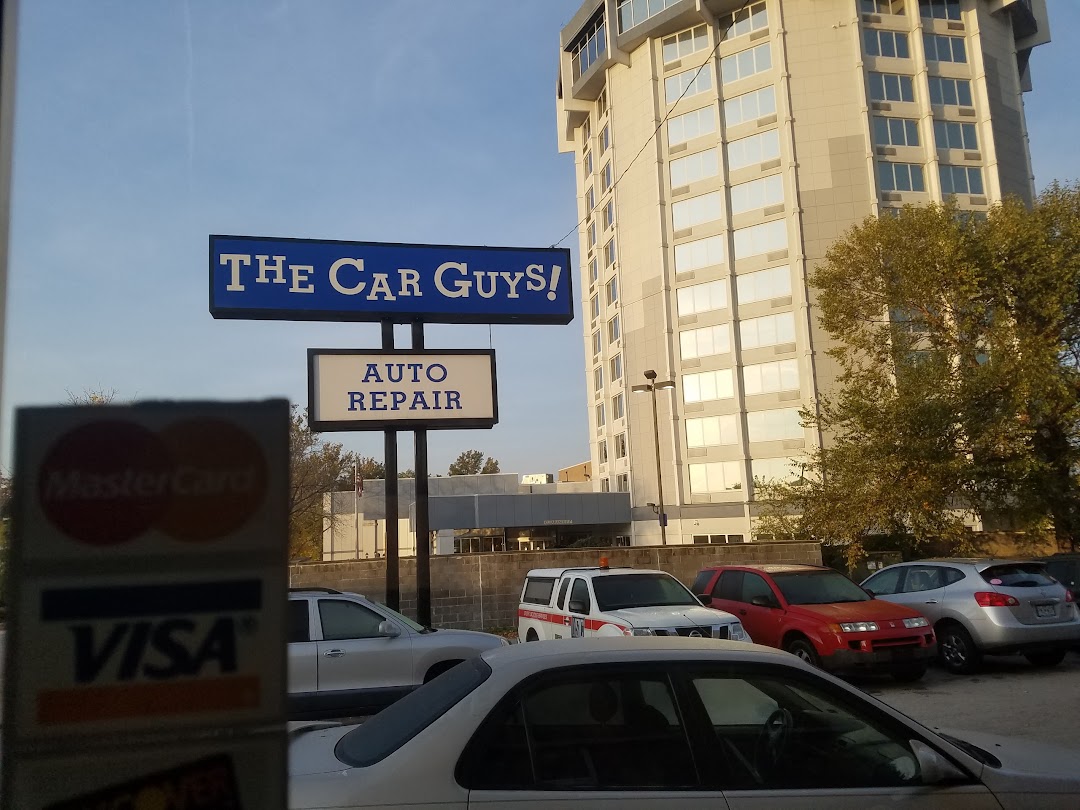 THE CAR GUYS!
AUTO
REPAIR
MasterCard
VISA®